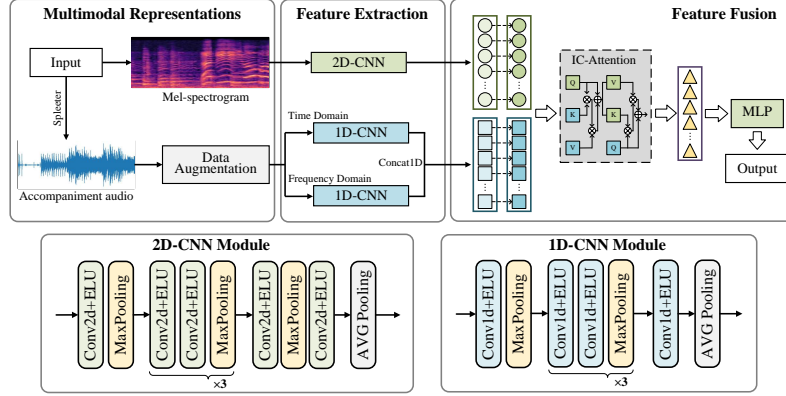 Multimodal Representations
Feature Extraction
Feature Fusion
Input
Mel-spectrogram
Spleeter
Accompaniment audio
Data
Augmentation
2D-CNN
Time Domain
1D-CNN
Concat1D
Frequency Domain
1D-CNN
IC-Attention
Q
V
K
K
V
Q
MLP
Output
2D-CNN Module
Conv2d+ELU
MaxPooling
Conv2d+ELU
Conv2d+ELU
MaxPooling
×3
Conv2d+ELU
MaxPooling
Conv2d+ELU
AVG Pooling
1D-CNN Module
Conv1d+ELU
MaxPooling
Conv1d+ELU
Conv1d+ELU
MaxPooling
×3
Conv1d+ELU
AVG Pooling